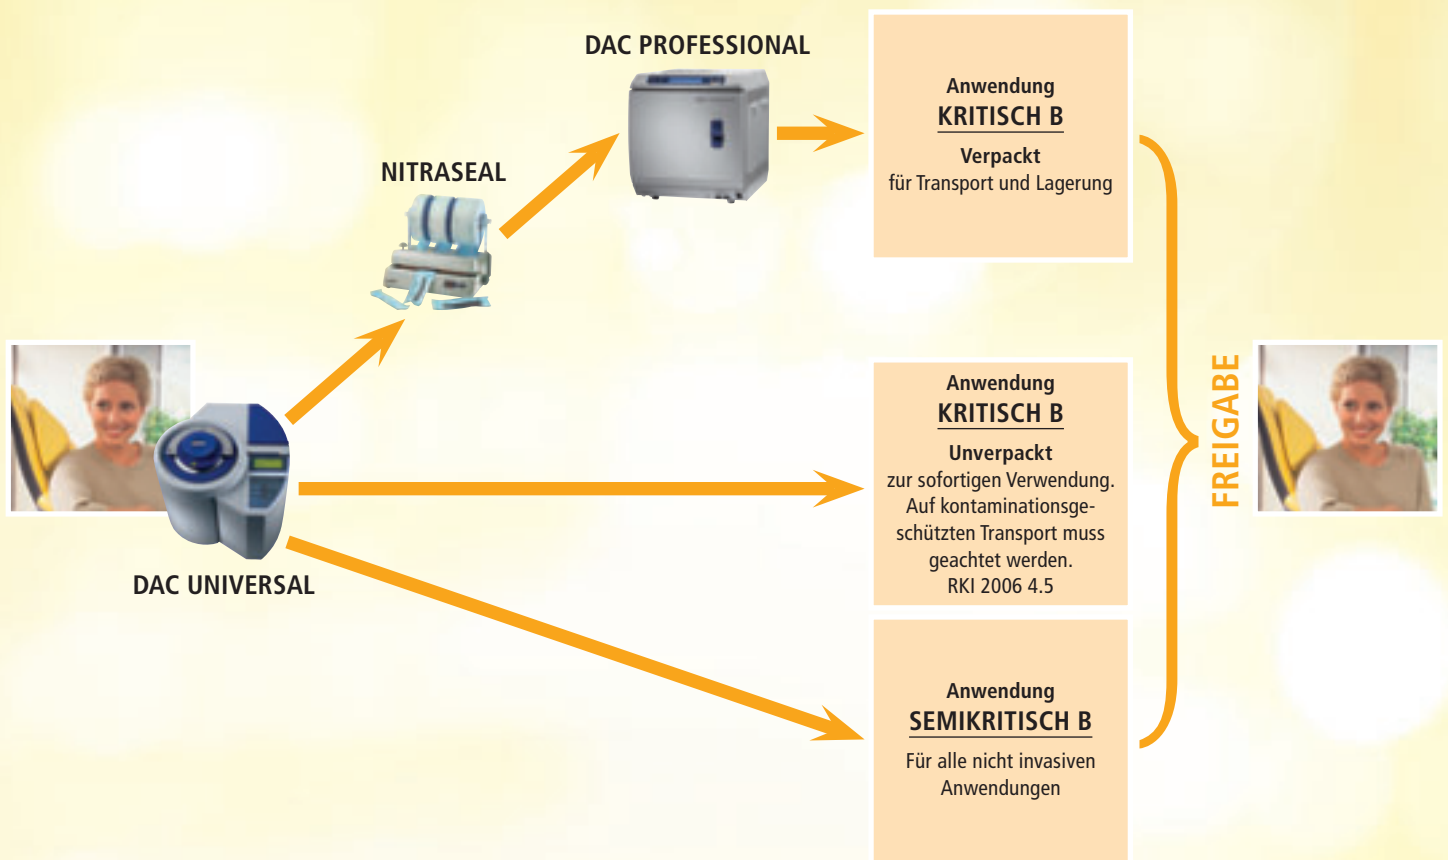 DAC PROFESSIONAL
NITRASEAL
DAC UNIVERSAL
Anwendung
KRITISCH B
Verpackt
für Transport und Lagerung
Anwendung
KRITISCH B
Unverpackt
zur sofortigen Verwendung.
Auf kontaminationsge-
schützten Transport muss
geachtet werden.
RKI 2006 4.5
Anwendung
SEMIKRITISCH B
Für alle nicht invasiven
Anwendungen
FREIGABE